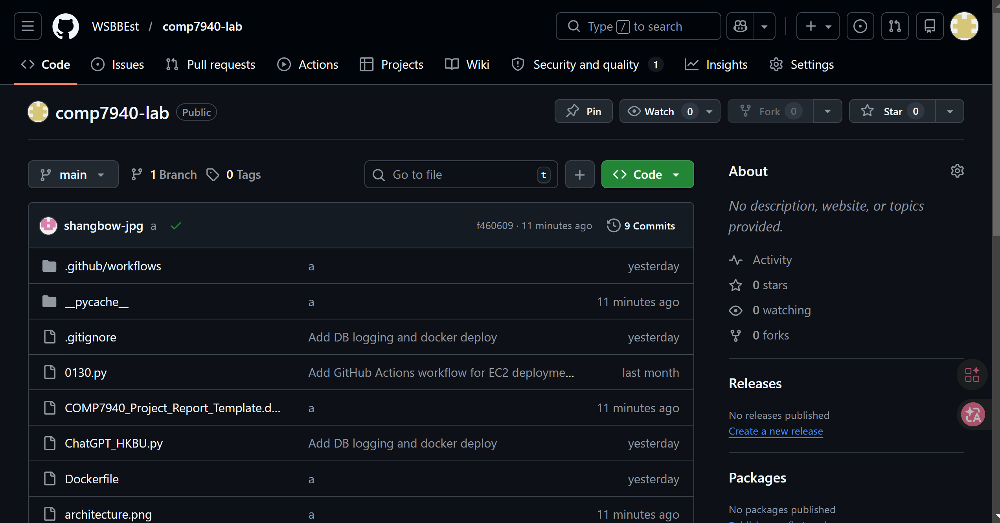 WSBBEst / comp7940-lab
Type / to search
Code
Issues
Pull requests
Actions
Projects
Wiki
Security and quality 1
Insights
Settings
comp7940-lab Public
Pin
Watch 0
Fork 0
Star 0
main
1 Branch
0 Tags
Go to file t
Code
shangbow-jpg a
f460609 · 11 minutes ago
9 Commits
.github/workflows a yesterday
__pycache__ a 11 minutes ago
.gitignore Add DB logging and docker deploy yesterday
0130.py Add GitHub Actions workflow for EC2 deployme... last month
COMP7940_Project_Report_Template.d... a 11 minutes ago
ChatGPT_HKBU.py Add DB logging and docker deploy yesterday
Dockerfile a yesterday
architecture.png a 11 minutes ago
About
No description, website, or topics
provided.
Activity
0 stars
0 watching
0 forks
Releases
No releases published
Create a new release
Packages
No packages published